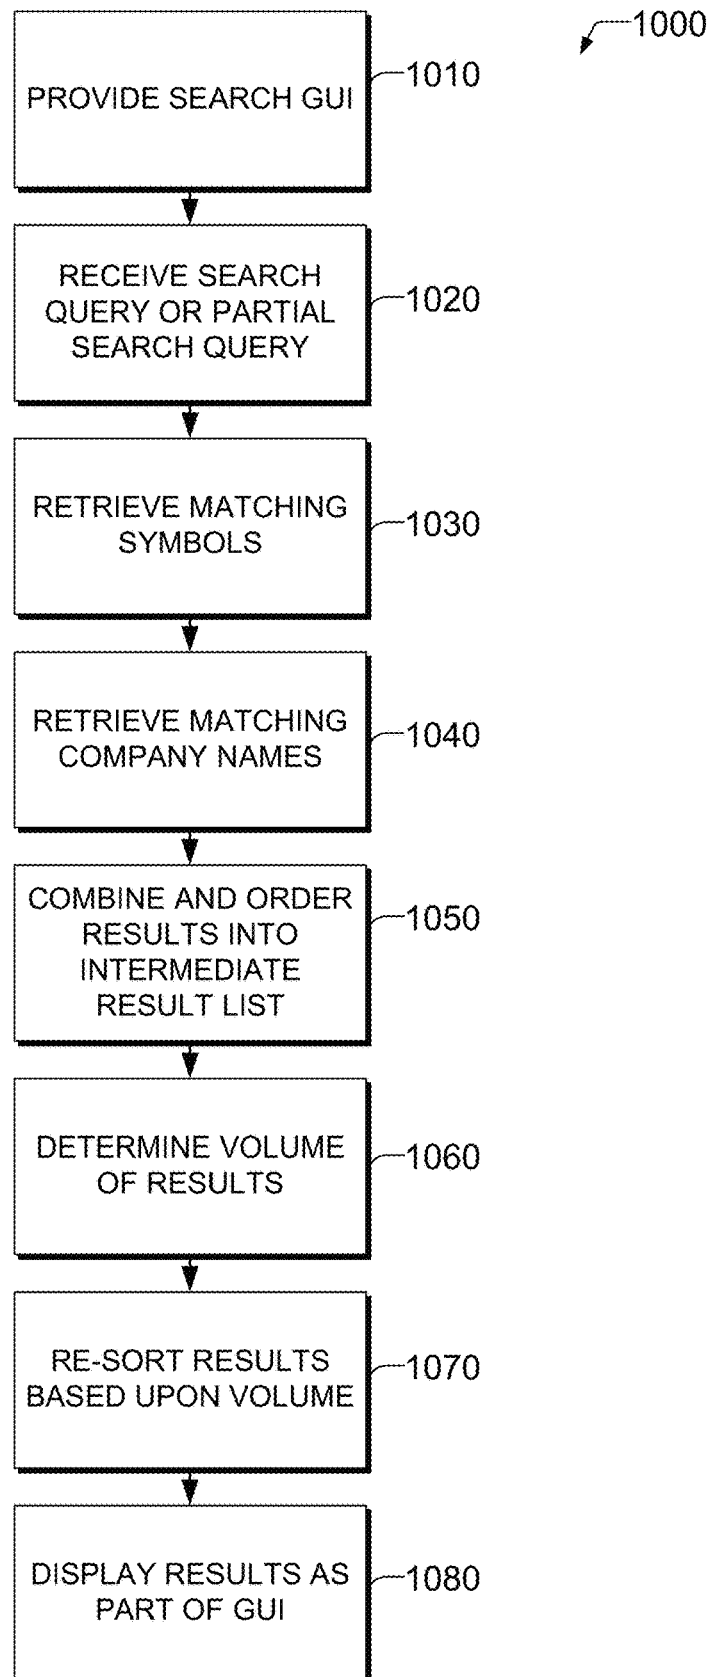 1000
PROVIDE SEARCH GUI
1010
RECEIVE SEARCH
QUERY OR PARTIAL
SEARCH QUERY
1020
RETRIEVE MATCHING
SYMBOLS
1030
RETRIEVE MATCHING
COMPANY NAMES
1040
COMBINE AND ORDER
RESULTS INTO
INTERMEDIATE
RESULT LIST
1050
DETERMINE VOLUME
OF RESULTS
1060
RE-SORT RESULTS
BASED UPON VOLUME
1070
DISPLAY RESULTS AS
PART OF GUI
1080